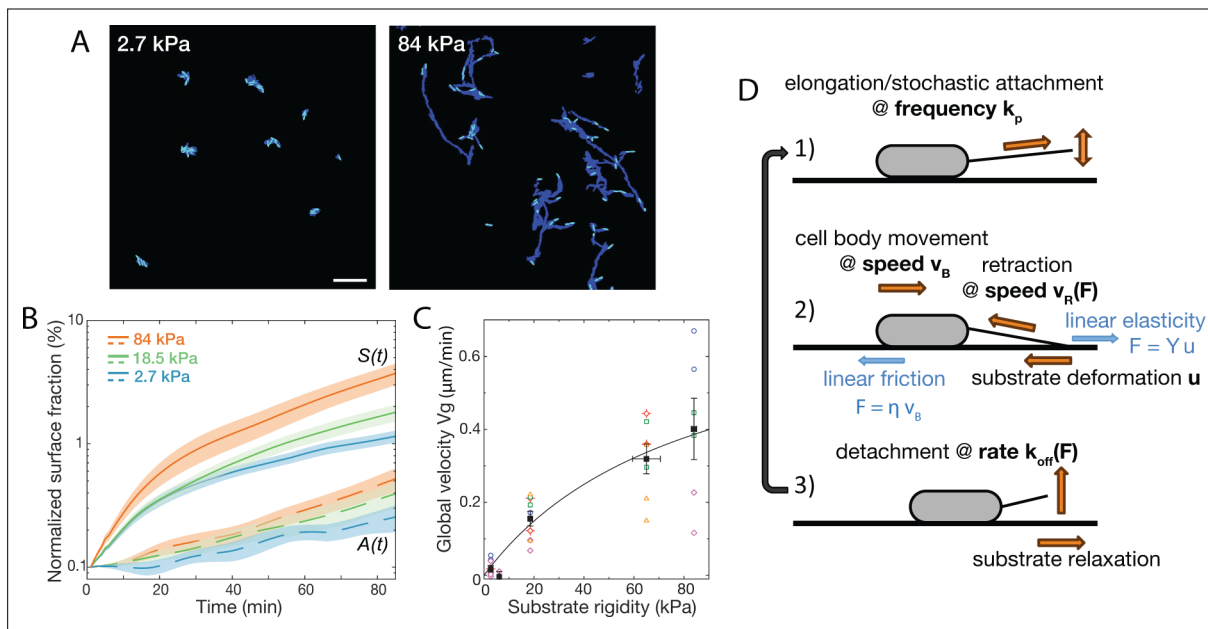 A
2.7 kPa
84 kPa
B
Normalized surface fraction (%)
10
1
0.1
84 kPa
18.5 kPa
2.7 kPa
S(t)
A(t)
0
20
40
60
80
Time (min)
C
Global velocity Vg (µm/min)
0.6
0.4
0.2
0
0
20
40
60
80
Substrate rigidity (kPa)
D
elongation/stochastic attachment
@ frequency kp
1)
cell body movement
@ speed vB
retraction
@ speed vR(F)
2)
linear elasticity
F = Y u
linear friction
F = η vB
substrate deformation u
detachment @ rate koff(F)
3)
substrate relaxation